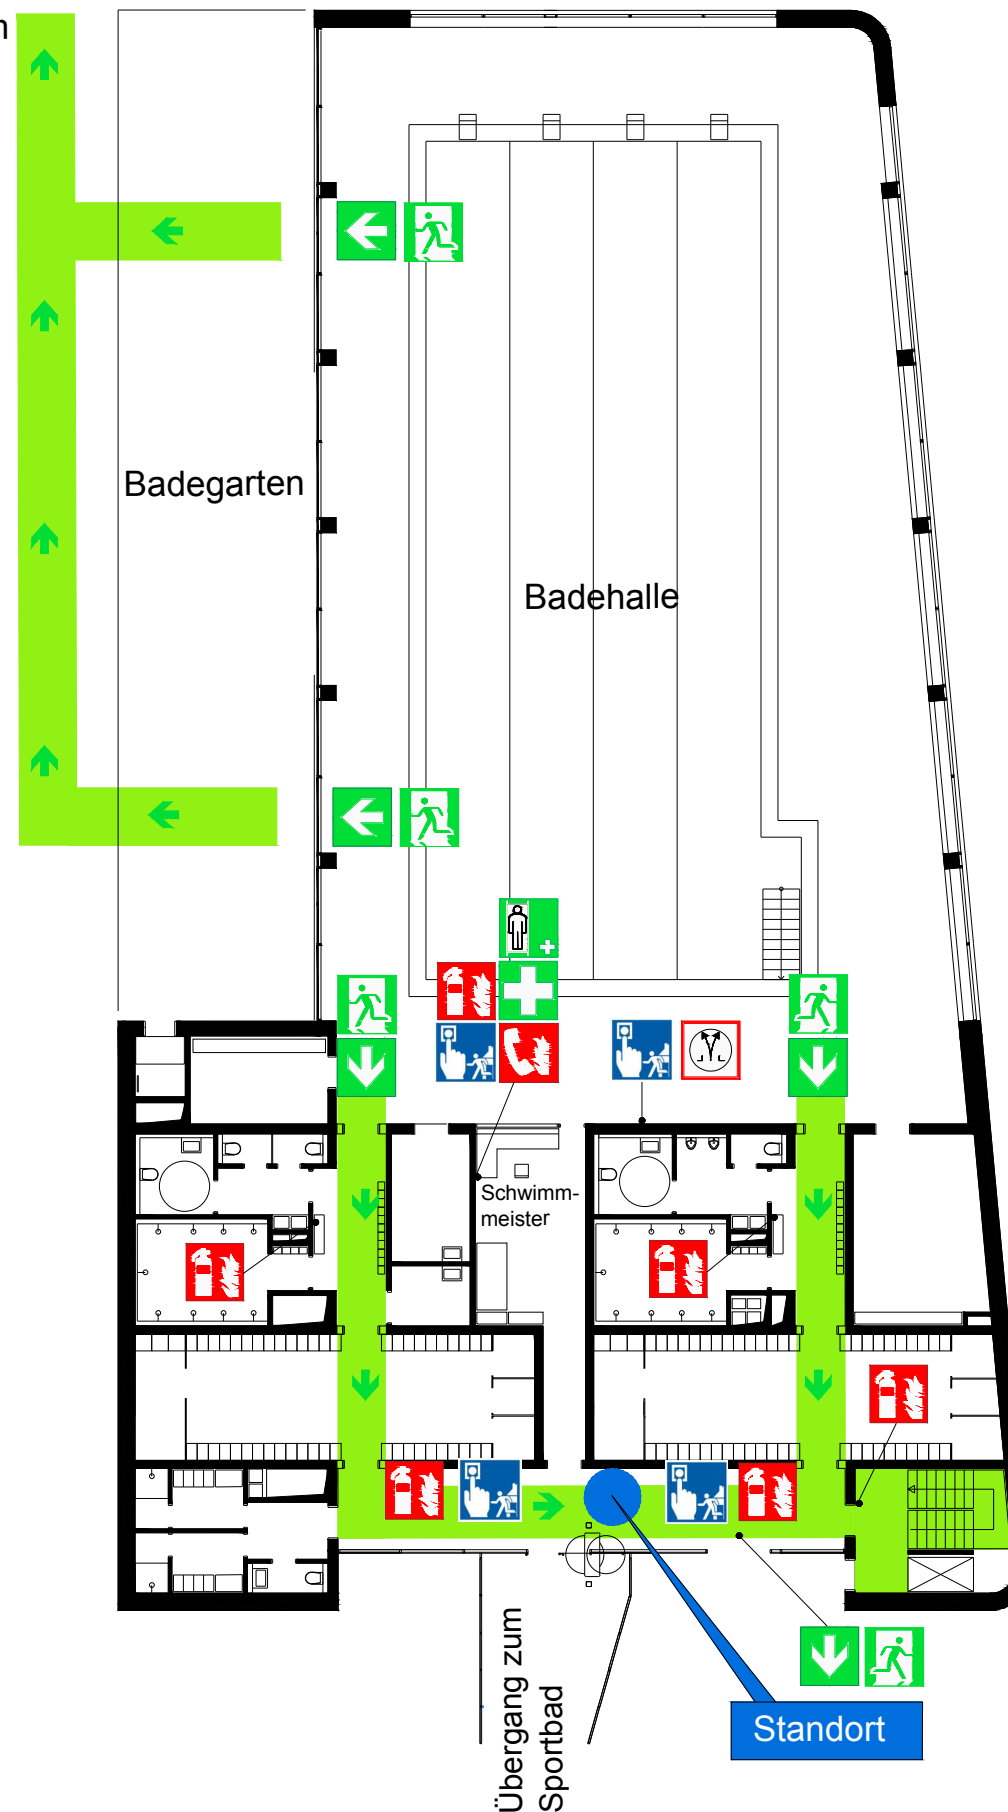 Badegarten
Badehalle
Schwimm-
meister
Übergang zum
Sportbad
Standort